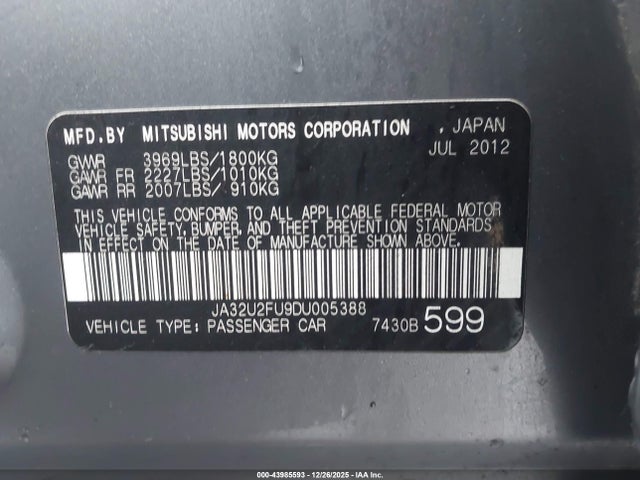 MFD.BY MITSUBISHI MOTORS CORPORATION , JAPAN
JUL 2012
GVWR 3969LBS/1800KG
GAWR FR 2227LBS/1010KG
GAWR RR 2007LBS/ 910KG
THIS VEHICLE CONFORMS TO ALL APPLICABLE FEDERAL MOTOR
VEHICLE SAFETY, BUMPER, AND THEFT PREVENTION STANDARDS
IN EFFECT ON THE DATE OF MANUFACTURE SHOWN ABOVE.
JA32U2FU9DU005388
VEHICLE TYPE: PASSENGER CAR 7430B 599
000-43985593 - 12/26/2025 - IAA Inc.